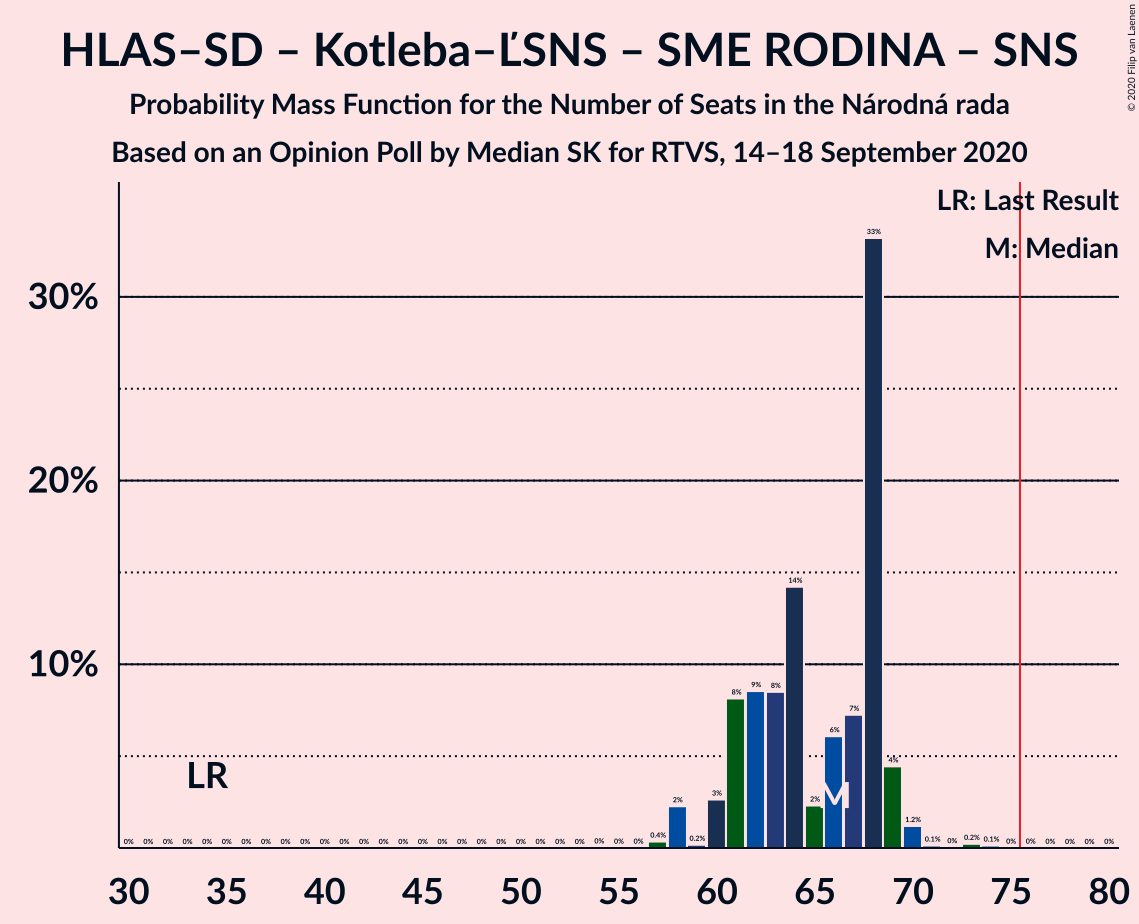 HLAS–SD – Kotleba–ĽSNS – SME RODINA – SNS
Probability Mass Function for the Number of Seats in the Národná rada
Based on an Opinion Poll by Median SK for RTVS, 14–18 September 2020
© 2020 Filip van Laenen
LR: Last Result
M: Median
33%
30%
20%
14%
10%
8% 9% 8% 7%
6%
4%
LR
M
2% 3% 2%
1.2%
0% 0% 0% 0% 0% 0% 0% 0% 0% 0% 0% 0% 0% 0% 0% 0% 0% 0% 0% 0% 0% 0% 0% 0% 0% 0% 0% 0.4% 0.2% 0.1% 0% 0.2% 0.1% 0% 0% 0% 0% 0% 0%
30 35 40 45 50 55 60 65 70 75 80